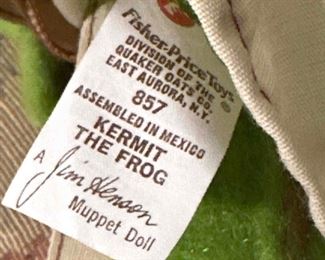 Fisher-Price Toys
DIVISION OF THE
QUAKER OATS CO.
EAST AURORA, N.Y.
857
ASSEMBLED IN MEXICO
KERMIT
THE FROG
A Jim Henson
Muppet Doll